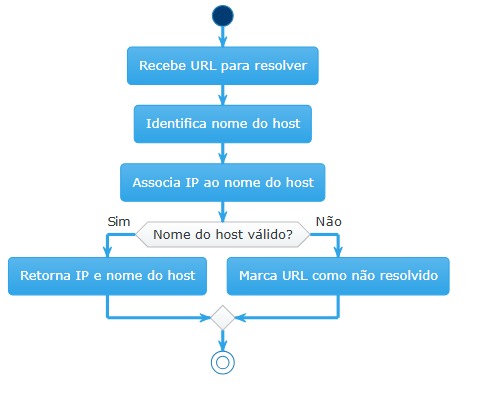 Recebe URL para resolver
Identifica nome do host
Associa IP ao nome do host
Sim
Nome do host válido?
Não
Retorna IP e nome do host
Marca URL como não resolvido